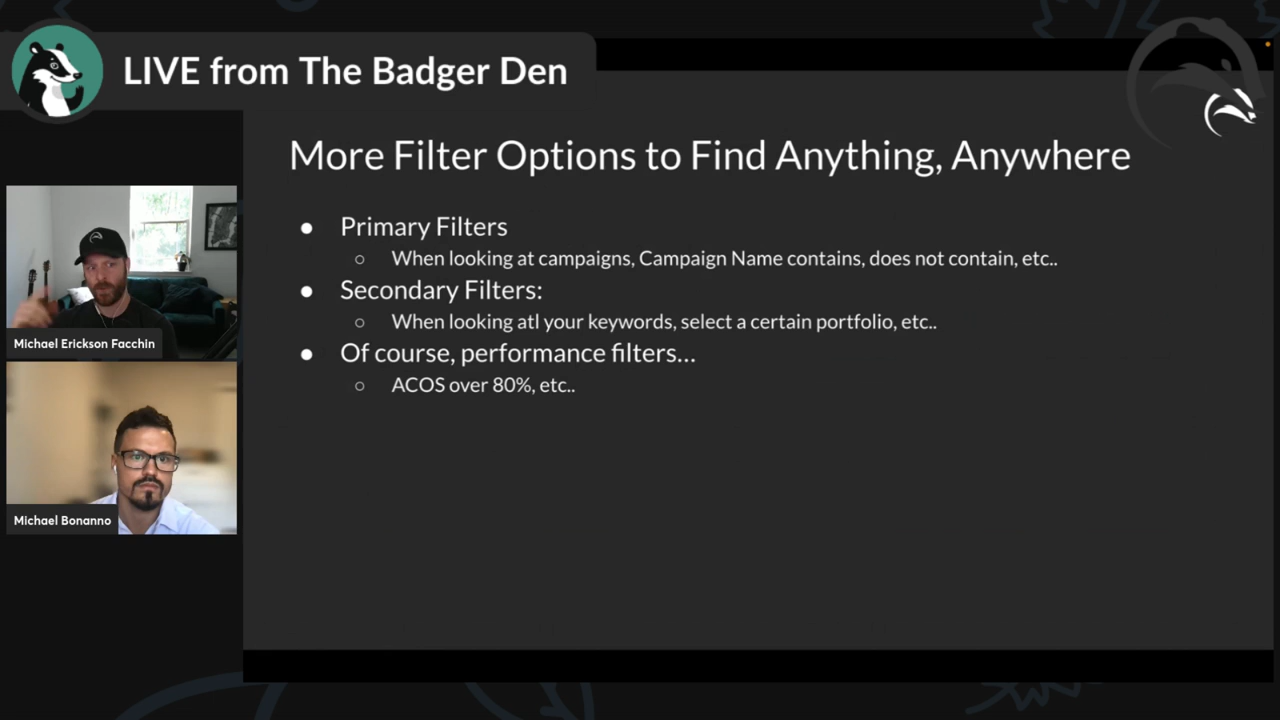 LIVE from The Badger Den
More Filter Options to Find Anything, Anywhere
● Primary Filters
○ When looking at campaigns, Campaign Name contains, does not contain, etc..
● Secondary Filters:
○ When looking atl your keywords, select a certain portfolio, etc..
● Of course, performance filters...
○ ACOS over 80%, etc..
Michael Erickson Facchin
Michael Bonanno